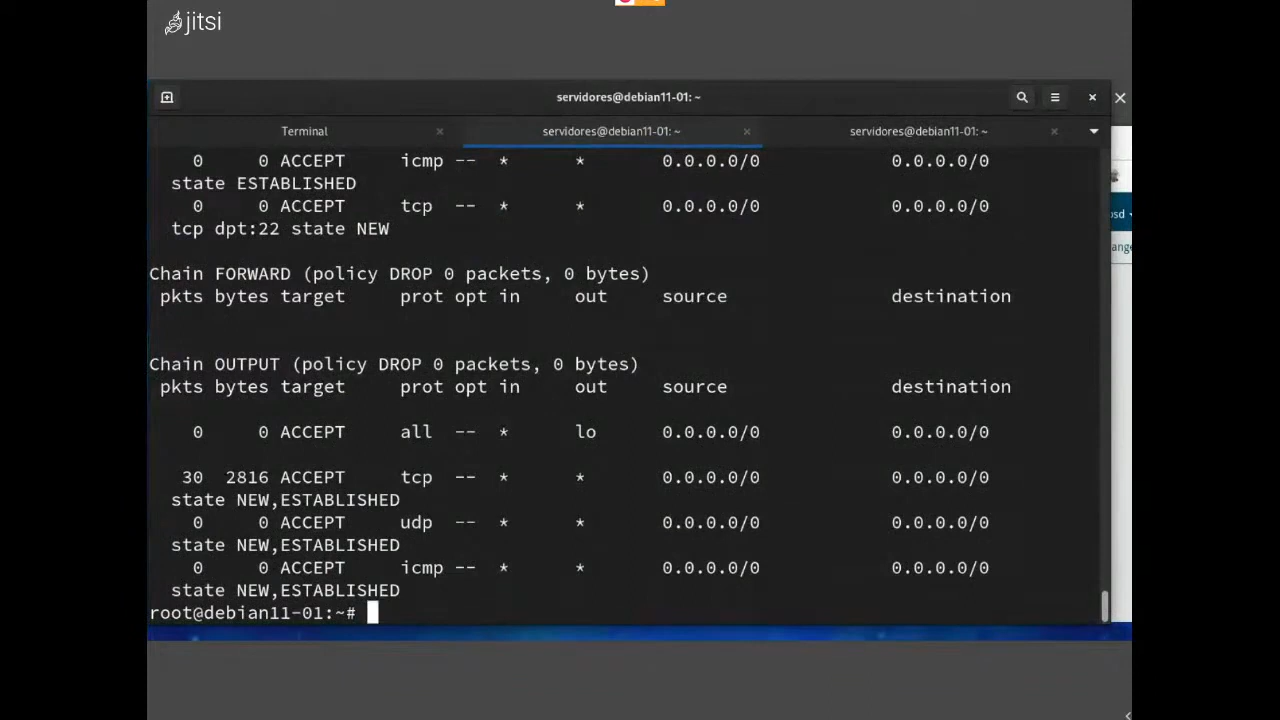 jitsi
servidores@debian11-01: ~
Terminal
servidores@debian11-01: ~
servidores@debian11-01: ~
0 0 ACCEPT icmp -- * * 0.0.0.0/0 0.0.0.0/0
state ESTABLISHED
0 0 ACCEPT tcp -- * * 0.0.0.0/0 0.0.0.0/0
tcp dpt:22 state NEW
Chain FORWARD (policy DROP 0 packets, 0 bytes)
pkts bytes target prot opt in out source destination
Chain OUTPUT (policy DROP 0 packets, 0 bytes)
pkts bytes target prot opt in out source destination
0 0 ACCEPT all -- * lo 0.0.0.0/0 0.0.0.0/0
30 2816 ACCEPT tcp -- * * 0.0.0.0/0 0.0.0.0/0
state NEW,ESTABLISHED
0 0 ACCEPT udp -- * * 0.0.0.0/0 0.0.0.0/0
state NEW,ESTABLISHED
0 0 ACCEPT icmp -- * * 0.0.0.0/0 0.0.0.0/0
state NEW,ESTABLISHED
root@debian11-01:~#